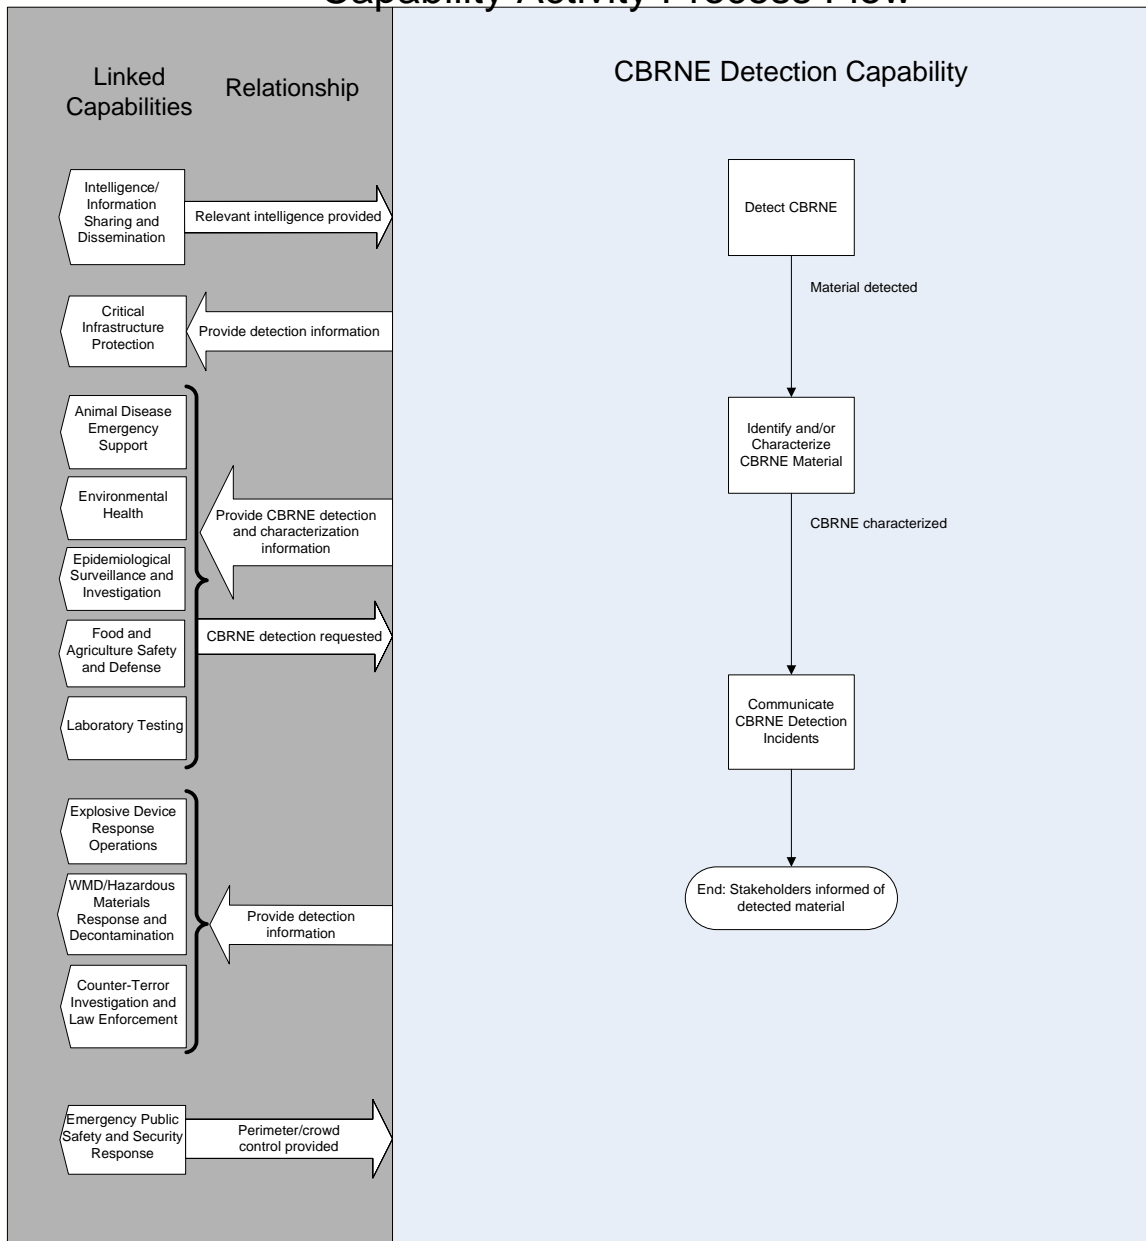 Capability Activity Process Flow
Linked
Capabilities
Relationship
CBRNE Detection Capability
Intelligence/
Information
Sharing and
Dissemination
Relevant intelligence provided
Detect CBRNE
Material detected
Critical
Infrastructure
Protection
Provide detection information
Animal Disease
Emergency
Support
Environmental
Health
Epidemiological
Surveillance and
Investigation
Food and
Agriculture Safety
and Defense
Laboratory Testing
Provide CBRNE detection
and characterization
information
CBRNE detection requested
Identify and/or
Characterize
CBRNE Material
CBRNE characterized
Communicate
CBRNE Detection
Incidents
Explosive Device
Response
Operations
WMD/Hazardous
Materials
Response and
Decontamination
Counter-Terror
Investigation and
Law Enforcement
Provide detection
information
End: Stakeholders informed of
detected material
Emergency Public
Safety and Security
Response
Perimeter/crowd
control provided